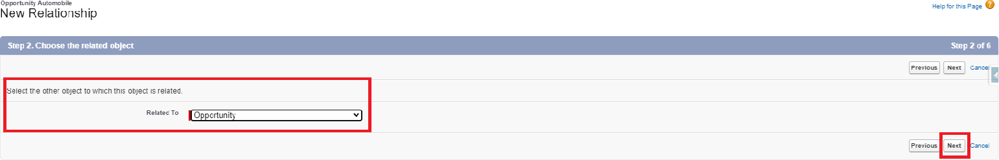 Opportunity Automobile
New Relationship
Help for this Page ?
Step 2. Choose the related object Step 2 of 6
Previous Next Cancel
Select the other object to which this object is related.
Related To Opportunity
Previous Next Cancel